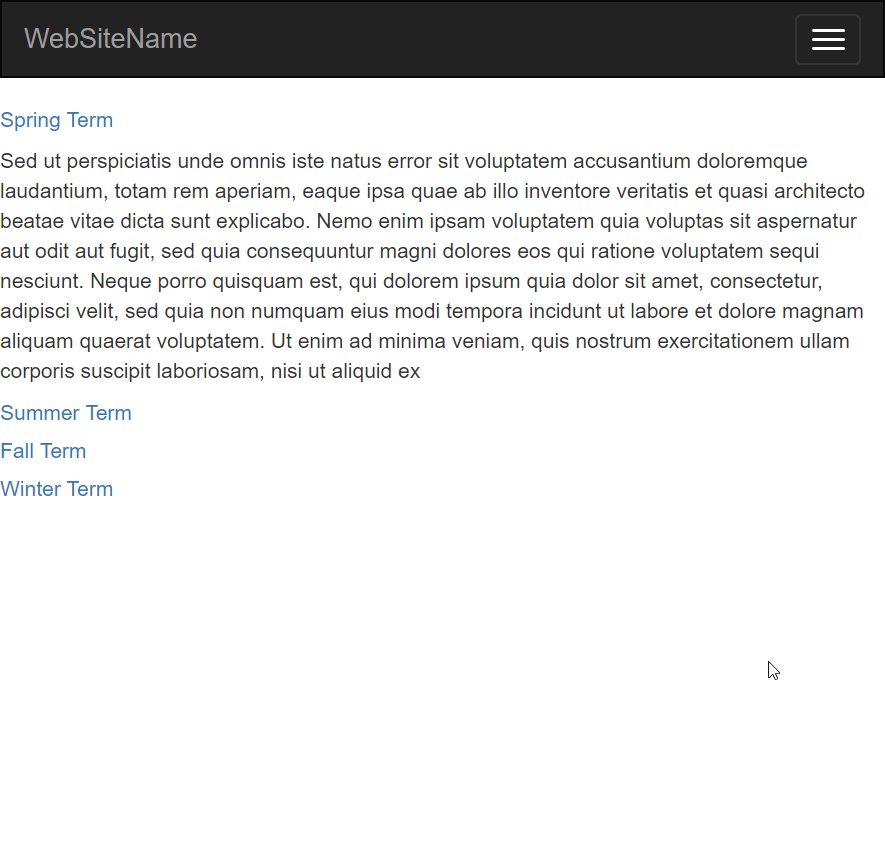 WebSiteName
Spring Term
Sed ut perspiciatis unde omnis iste natus error sit voluptatem accusantium doloremque
laudantium, totam rem aperiam, eaque ipsa quae ab illo inventore veritatis et quasi architecto
beatae vitae dicta sunt explicabo. Nemo enim ipsam voluptatem quia voluptas sit aspernatur
aut odit aut fugit, sed quia consequuntur magni dolores eos qui ratione voluptatem sequi
nesciunt. Neque porro quisquam est, qui dolorem ipsum quia dolor sit amet, consectetur,
adipisci velit, sed quia non numquam eius modi tempora incidunt ut labore et dolore magnam
aliquam quaerat voluptatem. Ut enim ad minima veniam, quis nostrum exercitationem ullam
corporis suscipit laboriosam, nisi ut aliquid ex
Summer Term
Fall Term
Winter Term